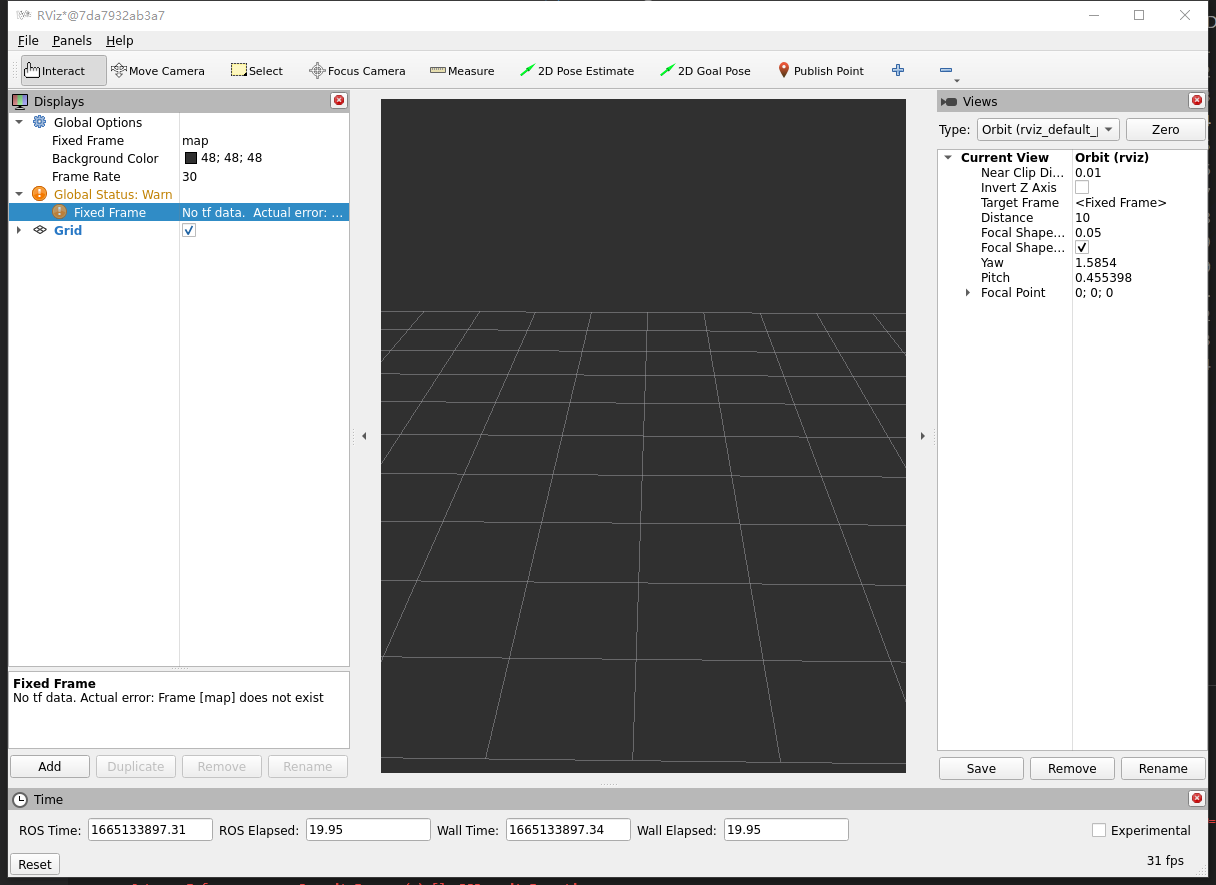 RViz*@7da7932ab3a7
File Panels Help
Interact Move Camera Select Focus Camera Measure 2D Pose Estimate 2D Goal Pose Publish Point
Displays
Global Options
Fixed Frame map
Background Color 48; 48; 48
Frame Rate 30
Global Status: Warn
Fixed Frame No tf data.  Actual error: ...
Grid
Fixed Frame
No tf data. Actual error: Frame [map] does not exist
Add Duplicate Remove Rename
Views
Type: Orbit (rviz_default_ Zero
Current View Orbit (rviz)
Near Clip Di... 0.01
Invert Z Axis
Target Frame <Fixed Frame>
Distance 10
Focal Shape... 0.05
Focal Shape...
Yaw 1.5854
Pitch 0.455398
Focal Point 0; 0; 0
Save Remove Rename
Time
ROS Time: 1665133897.31 ROS Elapsed: 19.95 Wall Time: 1665133897.34 Wall Elapsed: 19.95 Experimental
Reset 31 fps